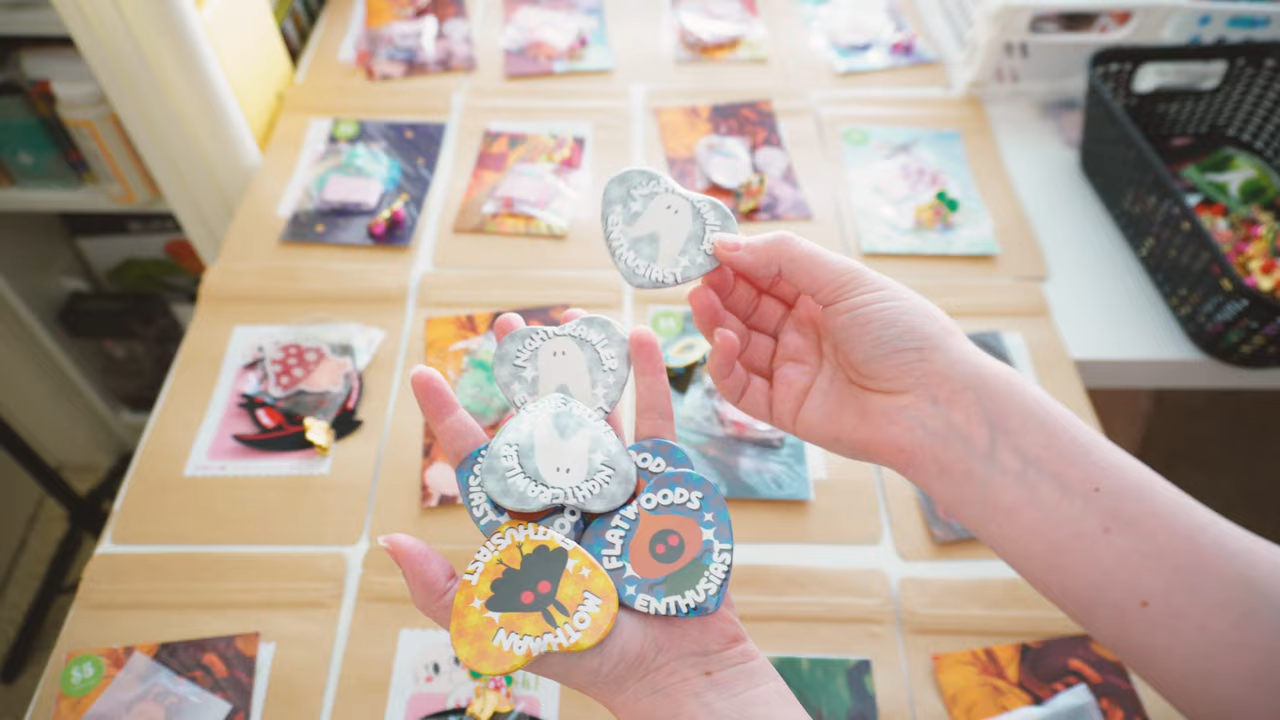 NIGHTCRAWLER
ENTHUSIAST
NIGHTCRAWLER
NIGHTCRAWLER
ENTHUSIAST
FLATWOODS
ENTHUSIAST
ENTHUSIAST
MOTHMAN
$5